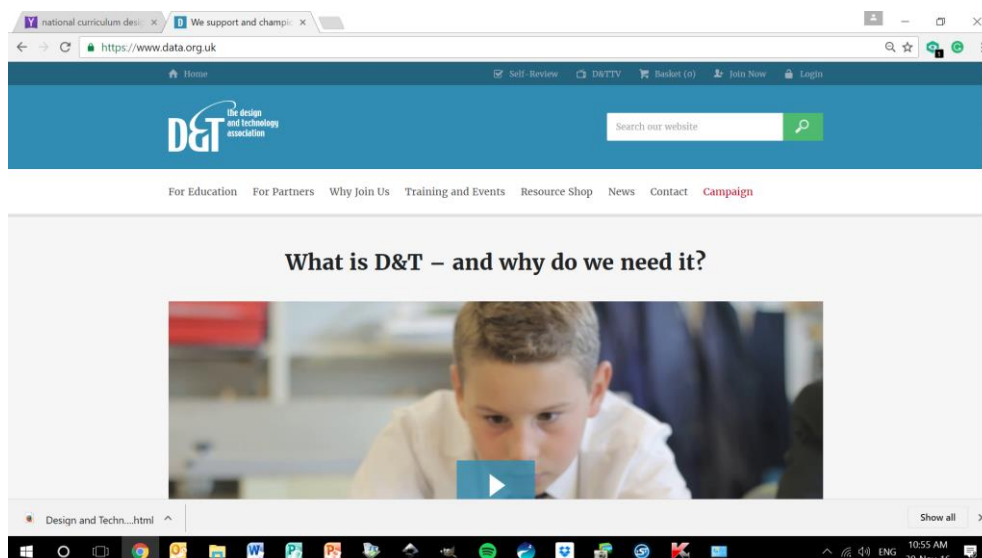 national curriculum desi
We support and champic
https://www.data.org.uk
Home Self-Review D&TTV Basket (0) Join Now Login
D&T the design
and technology
association
Search our website
For Education For Partners Why Join Us Training and Events Resource Shop News Contact Campaign
What is D&T – and why do we need it?
Design and Techn....html Show all
ENG 10:55 AM